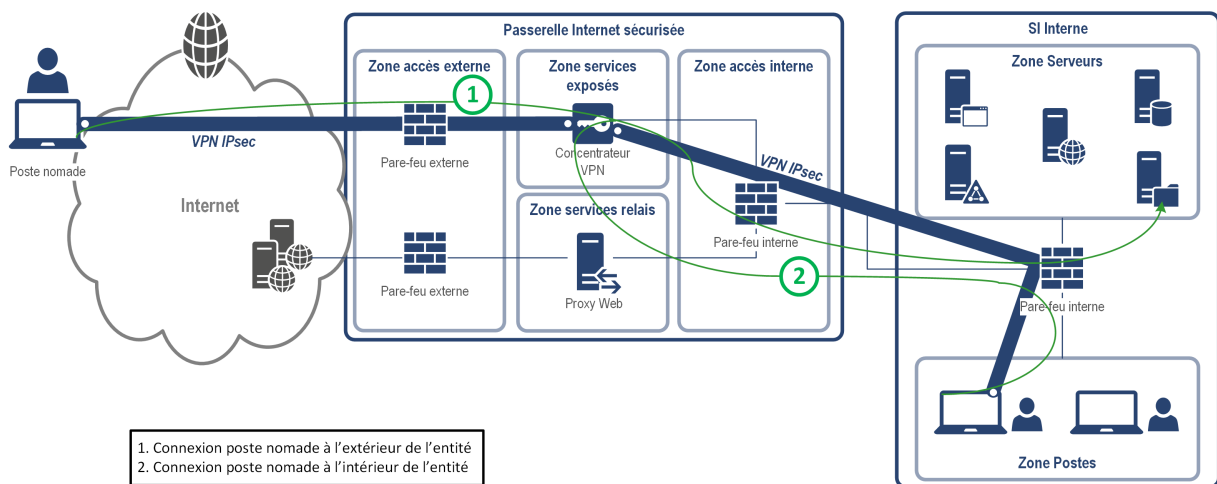 Passerelle Internet sécurisée
SI Interne
Zone accès externe
Zone services
exposés
Zone accès interne
Zone Serveurs
1
VPN IPsec
Poste nomade
Pare-feu externe
Concentrateur
VPN
VPN IPsec
Internet
Zone services relais
Pare-feu interne
Pare-feu externe
Proxy Web
2
Pare-feu interne
Zone Postes
1. Connexion poste nomade à l'extérieur de l'entité
2. Connexion poste nomade à l'intérieur de l'entité